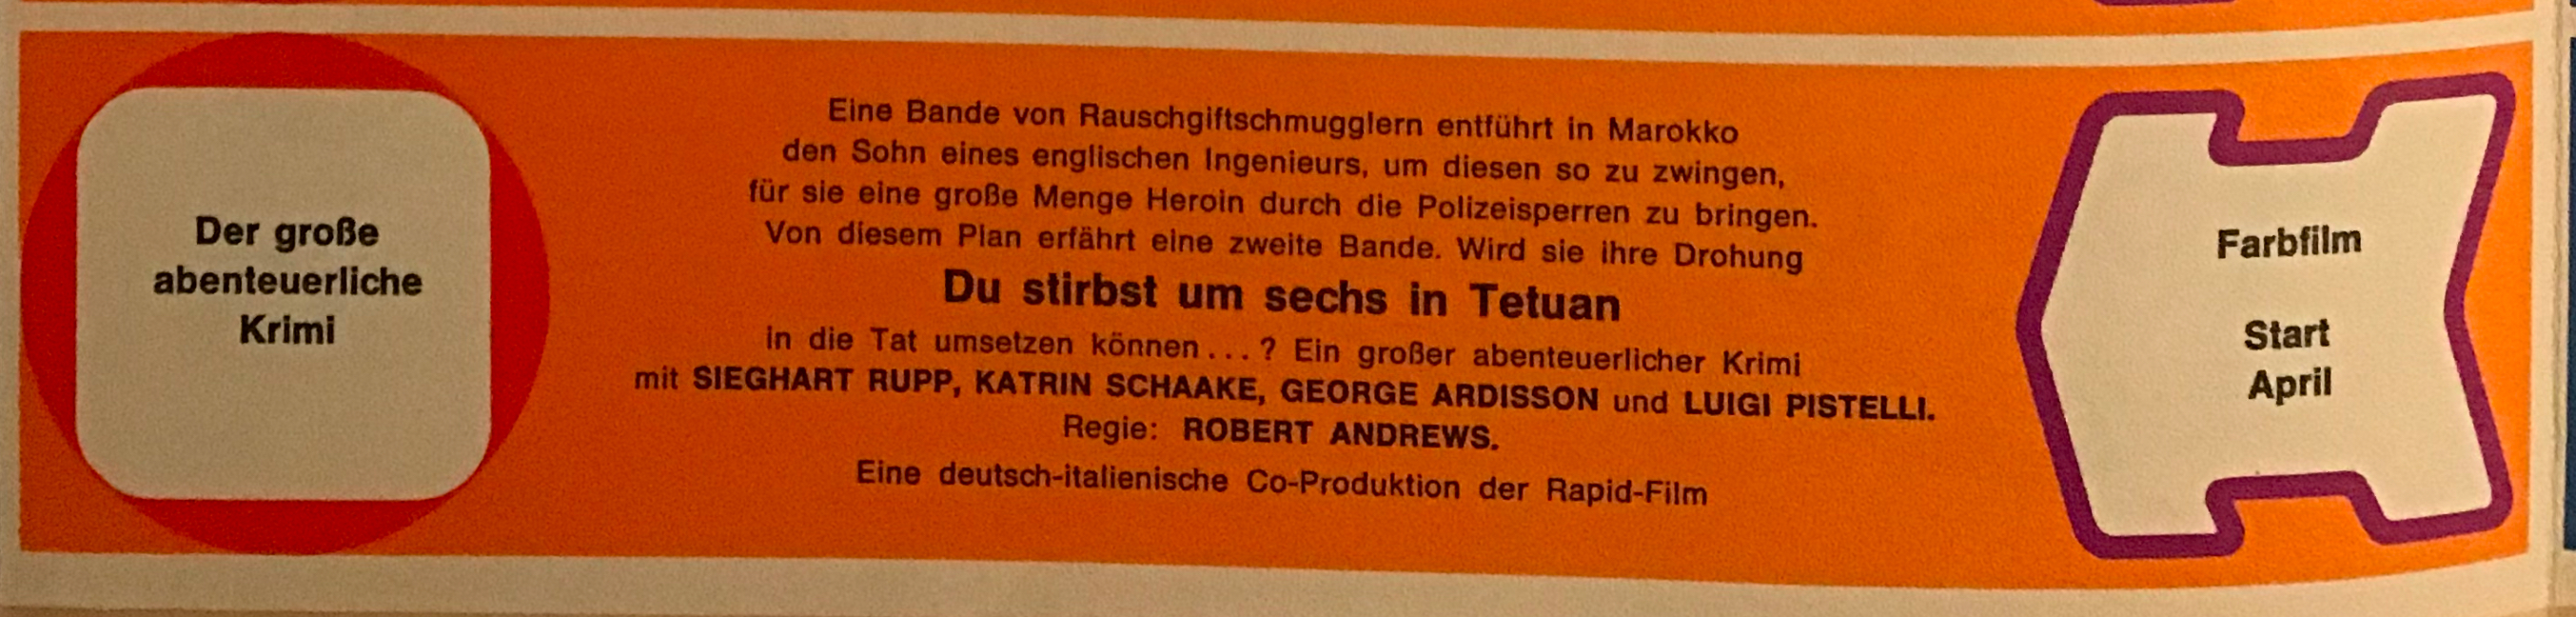 Der große
abenteuerliche
Krimi
Eine Bande von Rauschgiftschmugglern entführt in Marokko
den Sohn eines englischen Ingenieurs, um diesen so zu zwingen,
für sie eine große Menge Heroin durch die Polizeisperren zu bringen.
Von diesem Plan erfährt eine zweite Bande. Wird sie ihre Drohung
Du stirbst um sechs in Tetuan
in die Tat umsetzen können...? Ein großer abenteuerlicher Krimi
mit SIEGHART RUPP, KATRIN SCHAAKE, GEORGE ARDISSON und LUIGI PISTELLI.
Regie: ROBERT ANDREWS.
Eine deutsch-italienische Co-Produktion der Rapid-Film
Farbfilm
Start
April